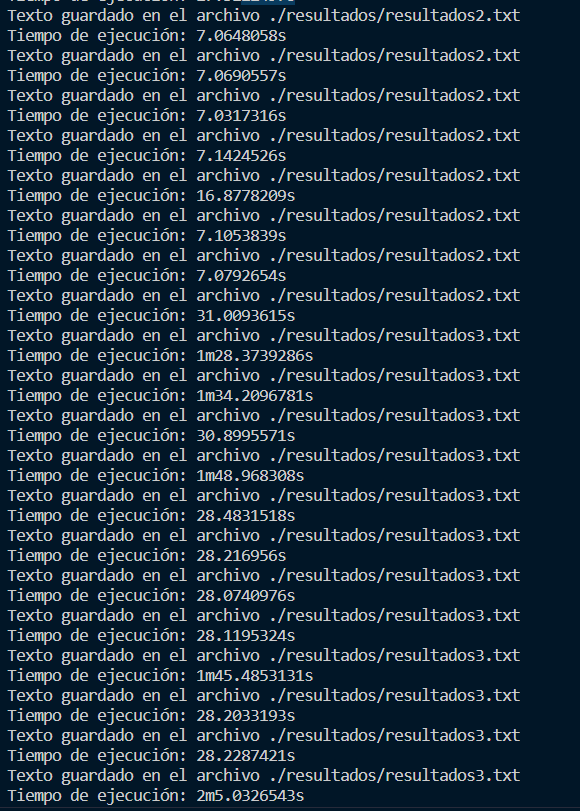 Texto guardado en el archivo ./resultados/resultados2.txt
Tiempo de ejecución: 7.0648058s
Texto guardado en el archivo ./resultados/resultados2.txt
Tiempo de ejecución: 7.0690557s
Texto guardado en el archivo ./resultados/resultados2.txt
Tiempo de ejecución: 7.0317316s
Texto guardado en el archivo ./resultados/resultados2.txt
Tiempo de ejecución: 7.1424526s
Texto guardado en el archivo ./resultados/resultados2.txt
Tiempo de ejecución: 16.8778209s
Texto guardado en el archivo ./resultados/resultados2.txt
Tiempo de ejecución: 7.1053839s
Texto guardado en el archivo ./resultados/resultados2.txt
Tiempo de ejecución: 7.0792654s
Texto guardado en el archivo ./resultados/resultados2.txt
Tiempo de ejecución: 31.0093615s
Texto guardado en el archivo ./resultados/resultados3.txt
Tiempo de ejecución: 1m28.3739286s
Texto guardado en el archivo ./resultados/resultados3.txt
Tiempo de ejecución: 1m34.2096781s
Texto guardado en el archivo ./resultados/resultados3.txt
Tiempo de ejecución: 30.8995571s
Texto guardado en el archivo ./resultados/resultados3.txt
Tiempo de ejecución: 1m48.968308s
Texto guardado en el archivo ./resultados/resultados3.txt
Tiempo de ejecución: 28.4831518s
Texto guardado en el archivo ./resultados/resultados3.txt
Tiempo de ejecución: 28.216956s
Texto guardado en el archivo ./resultados/resultados3.txt
Tiempo de ejecución: 28.0740976s
Texto guardado en el archivo ./resultados/resultados3.txt
Tiempo de ejecución: 28.1195324s
Texto guardado en el archivo ./resultados/resultados3.txt
Tiempo de ejecución: 1m45.4853131s
Texto guardado en el archivo ./resultados/resultados3.txt
Tiempo de ejecución: 28.2033193s
Texto guardado en el archivo ./resultados/resultados3.txt
Tiempo de ejecución: 28.2287421s
Texto guardado en el archivo ./resultados/resultados3.txt
Tiempo de ejecución: 2m5.0326543s